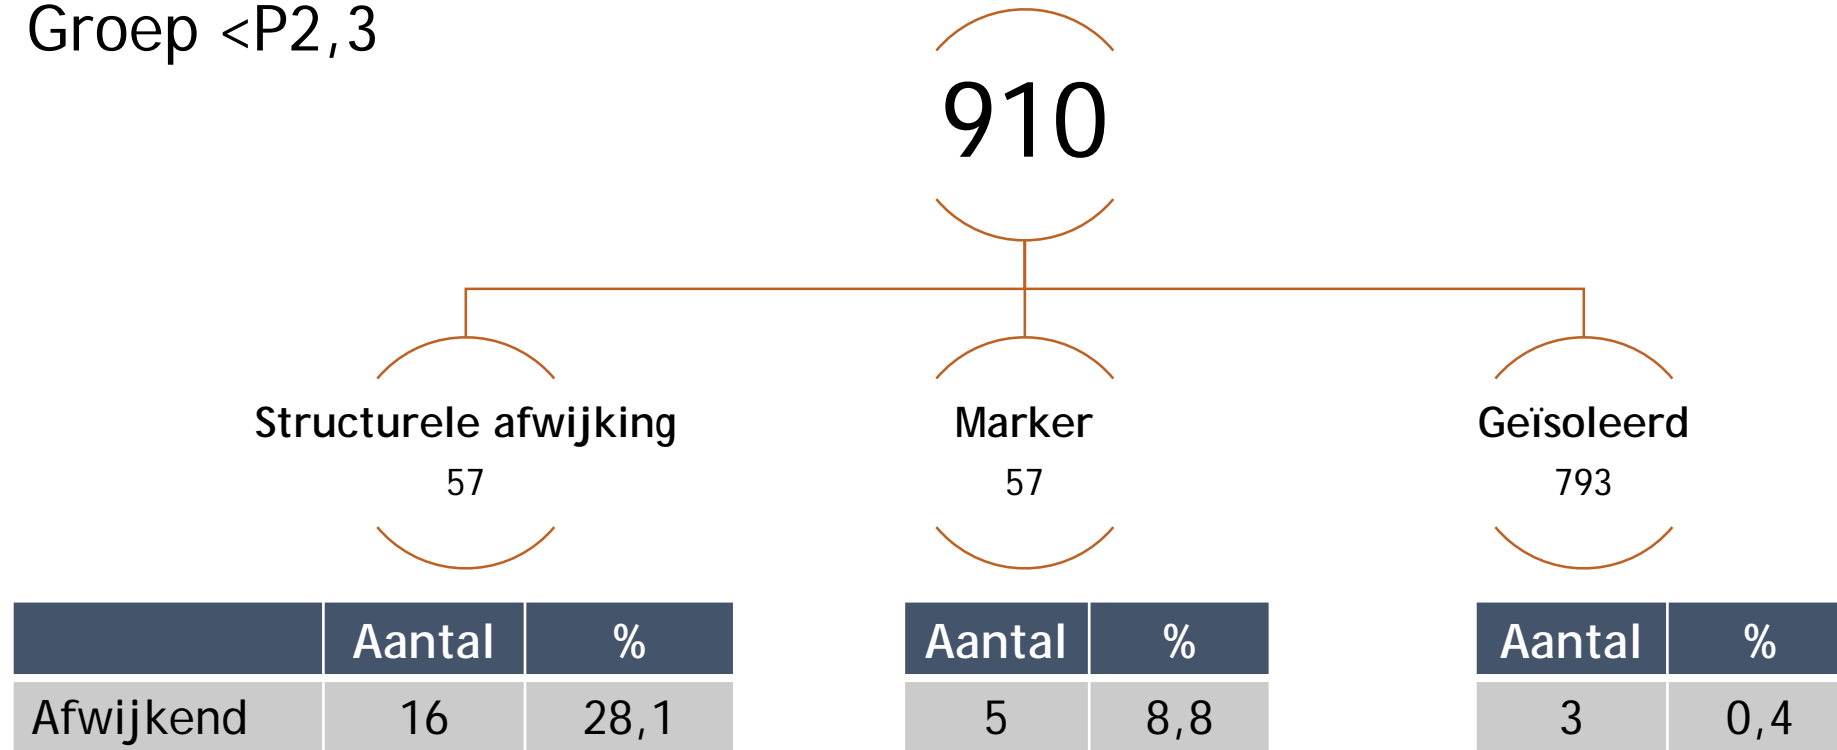 Groep <P2,3
910
Structurele afwijking
57
Marker
57
Geïsoleerd
793
Aantal %
Afwijkend 16 28,1
Aantal %
5 8,8
Aantal %
3 0,4